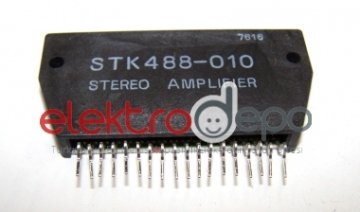 7616
STK488-010
STEREO AMPLIFIER
elektrodepo